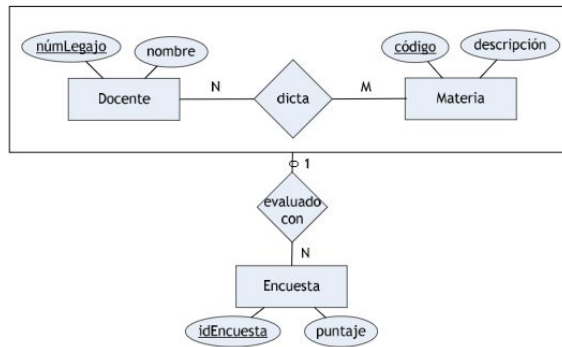 númLegajo
nombre
código
descripción
Docente
N
dicta
M
Materia
1
evaluado
con
N
Encuesta
idEncuesta
puntaje